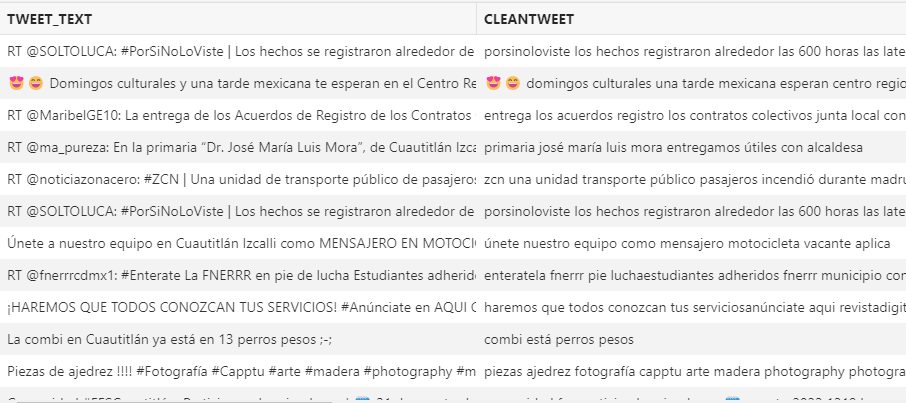 TWEET_TEXT CLEANTWEET
RT @SOLTOLUCA: #PorSiNoLoViste | Los hechos se registraron alrededor de porsinoloviste los hechos registraron alrededor las 600 horas las late
😍😄 Domingos culturales y una tarde mexicana te esperan en el Centro Re 😍😄 domingos culturales una tarde mexicana esperan centro regio
RT @MaribelGE10: La entrega de los Acuerdos de Registro de los Contratos entrega los acuerdos registro los contratos colectivos junta local con
RT @ma_pureza: En la primaria “Dr. José María Luis Mora”, de Cuautitlán Izca primaria josé maría luis mora entregamos útiles con alcaldesa
RT @noticiazonacero: #ZCN | Una unidad de transporte público de pasajeros zcn una unidad transporte público pasajeros incendió durante madru
RT @SOLTOLUCA: #PorSiNoLoViste | Los hechos se registraron alrededor de porsinoloviste los hechos registraron alrededor las 600 horas las late
Únete a nuestro equipo en Cuautitlán Izcalli como MENSAJERO EN MOTOCI únete nuestro equipo como mensajero motocicleta vacante aplica
RT @fnerrrcdmx1: #Enterate La FNERRR en pie de lucha Estudiantes adherid enteratela fnerrr pie luchaestudiantes adheridos fnerrr municipio con
¡HAREMOS QUE TODOS CONOZCAN TUS SERVICIOS! #Anúnciate en AQUI haremos que todos conozcan tus serviciosanúnciate aqui revistadigit
La combi en Cuautitlán ya está en 13 perros pesos ;-; combi está perros pesos
Piezas de ajedrez !!!! #Fotografía #Capptu #arte #madera #photography #m piezas ajedrez fotografía capptu arte madera photography photogra